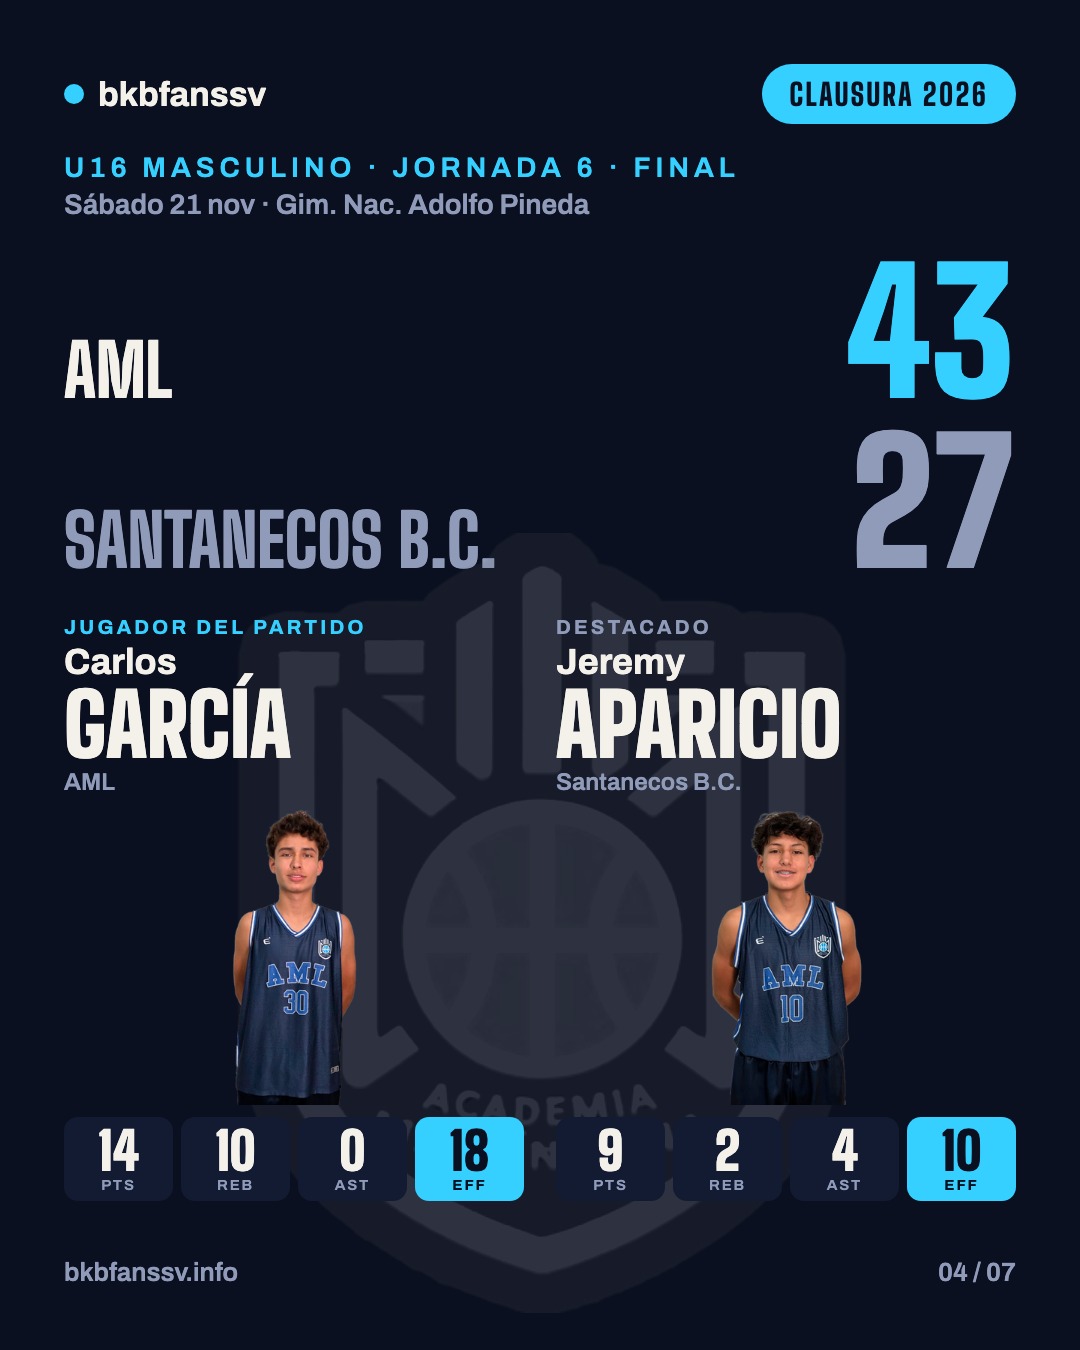 bkbfanssv
CLAUSURA 2026
U16 MASCULINO · JORNADA 6 · FINAL
Sábado 21 nov · Gim. Nac. Adolfo Pineda
AML
43
SANTANECOS B.C.
27
JUGADOR DEL PARTIDO
Carlos
GARCÍA
AML
DESTACADO
Jeremy
APARICIO
Santanecos B.C.
AML
30
AML
10
ACADEMIA
14
PTS
10
REB
0
AST
18
EFF
9
PTS
2
REB
4
AST
10
EFF
bkbfanssv.info
04 / 07